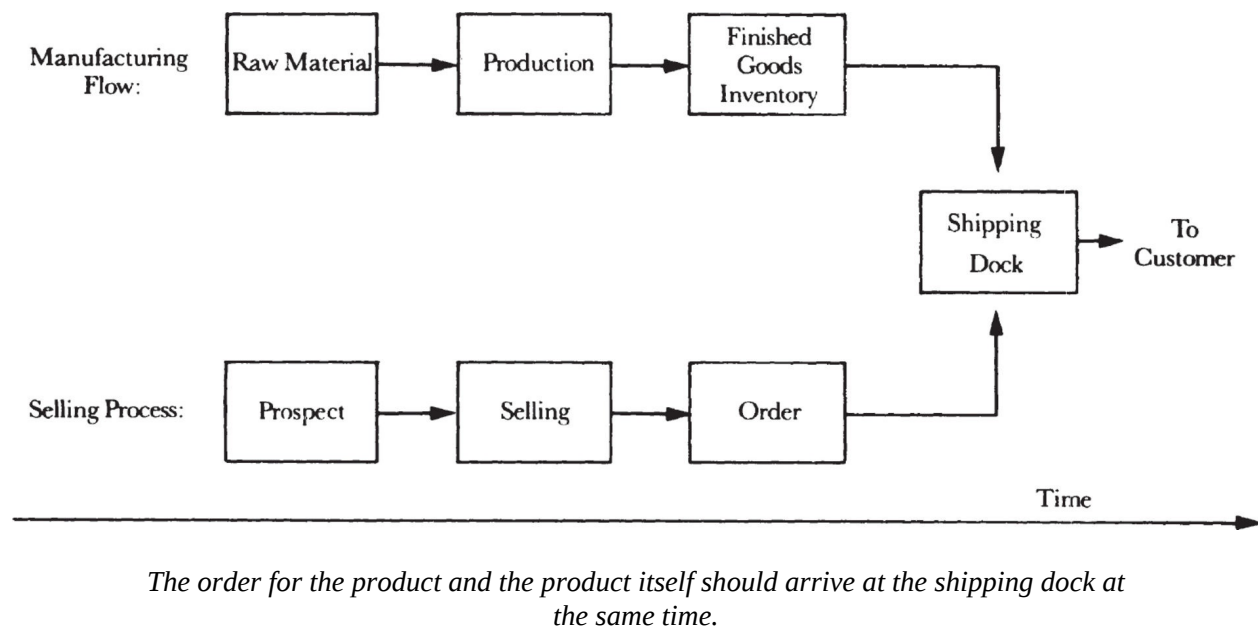 Manufacturing
Flow:
Raw Material
Production
Finished
Goods
Inventory
Shipping
Dock
To
Customer
Selling Process:
Prospect
Selling
Order
Time
The order for the product and the product itself should arrive at the shipping dock at
the same time.